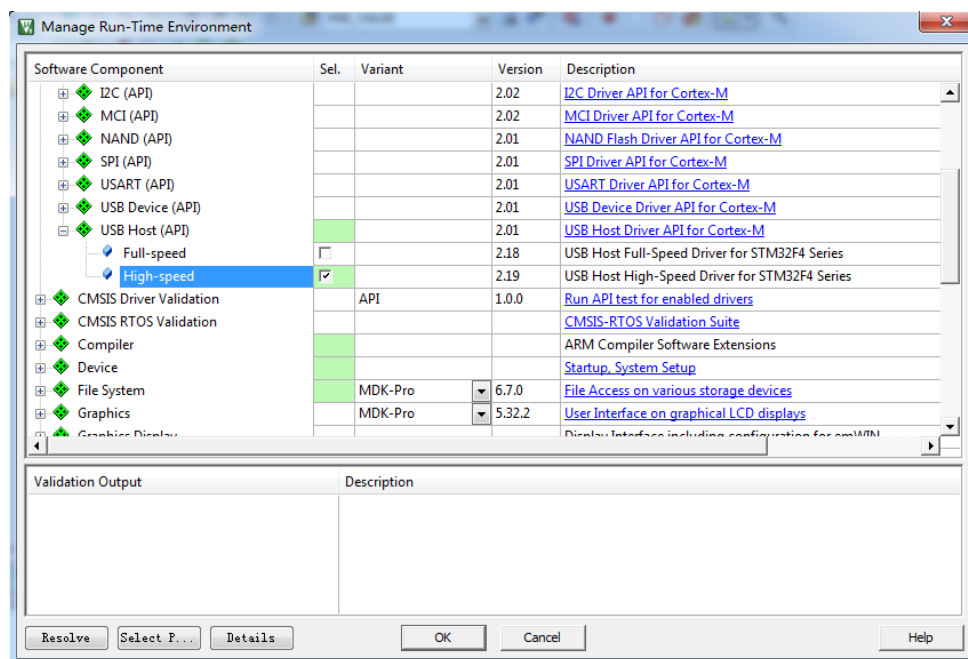 Manage Run-Time Environment
Software Component Sel. Variant Version Description
I2C (API) 2.02 I2C Driver API for Cortex-M
MCI (API) 2.02 MCI Driver API for Cortex-M
NAND (API) 2.01 NAND Flash Driver API for Cortex-M
SPI (API) 2.01 SPI Driver API for Cortex-M
USART (API) 2.01 USART Driver API for Cortex-M
USB Device (API) 2.01 USB Device Driver API for Cortex-M
USB Host (API) 2.01 USB Host Driver API for Cortex-M
Full-speed 2.18 USB Host Full-Speed Driver for STM32F4 Series
High-speed 2.19 USB Host High-Speed Driver for STM32F4 Series
CMSIS Driver Validation API 1.0.0 Run API test for enabled drivers
CMSIS RTOS Validation CMSIS-RTOS Validation Suite
Compiler ARM Compiler Software Extensions
Device Startup, System Setup
File System MDK-Pro 6.7.0 File Access on various storage devices
Graphics MDK-Pro 5.32.2 User Interface on graphical LCD displays
Graphics Display Display Interface including configuration for emWIN
Validation Output Description
Resolve Select P... Details OK Cancel Help